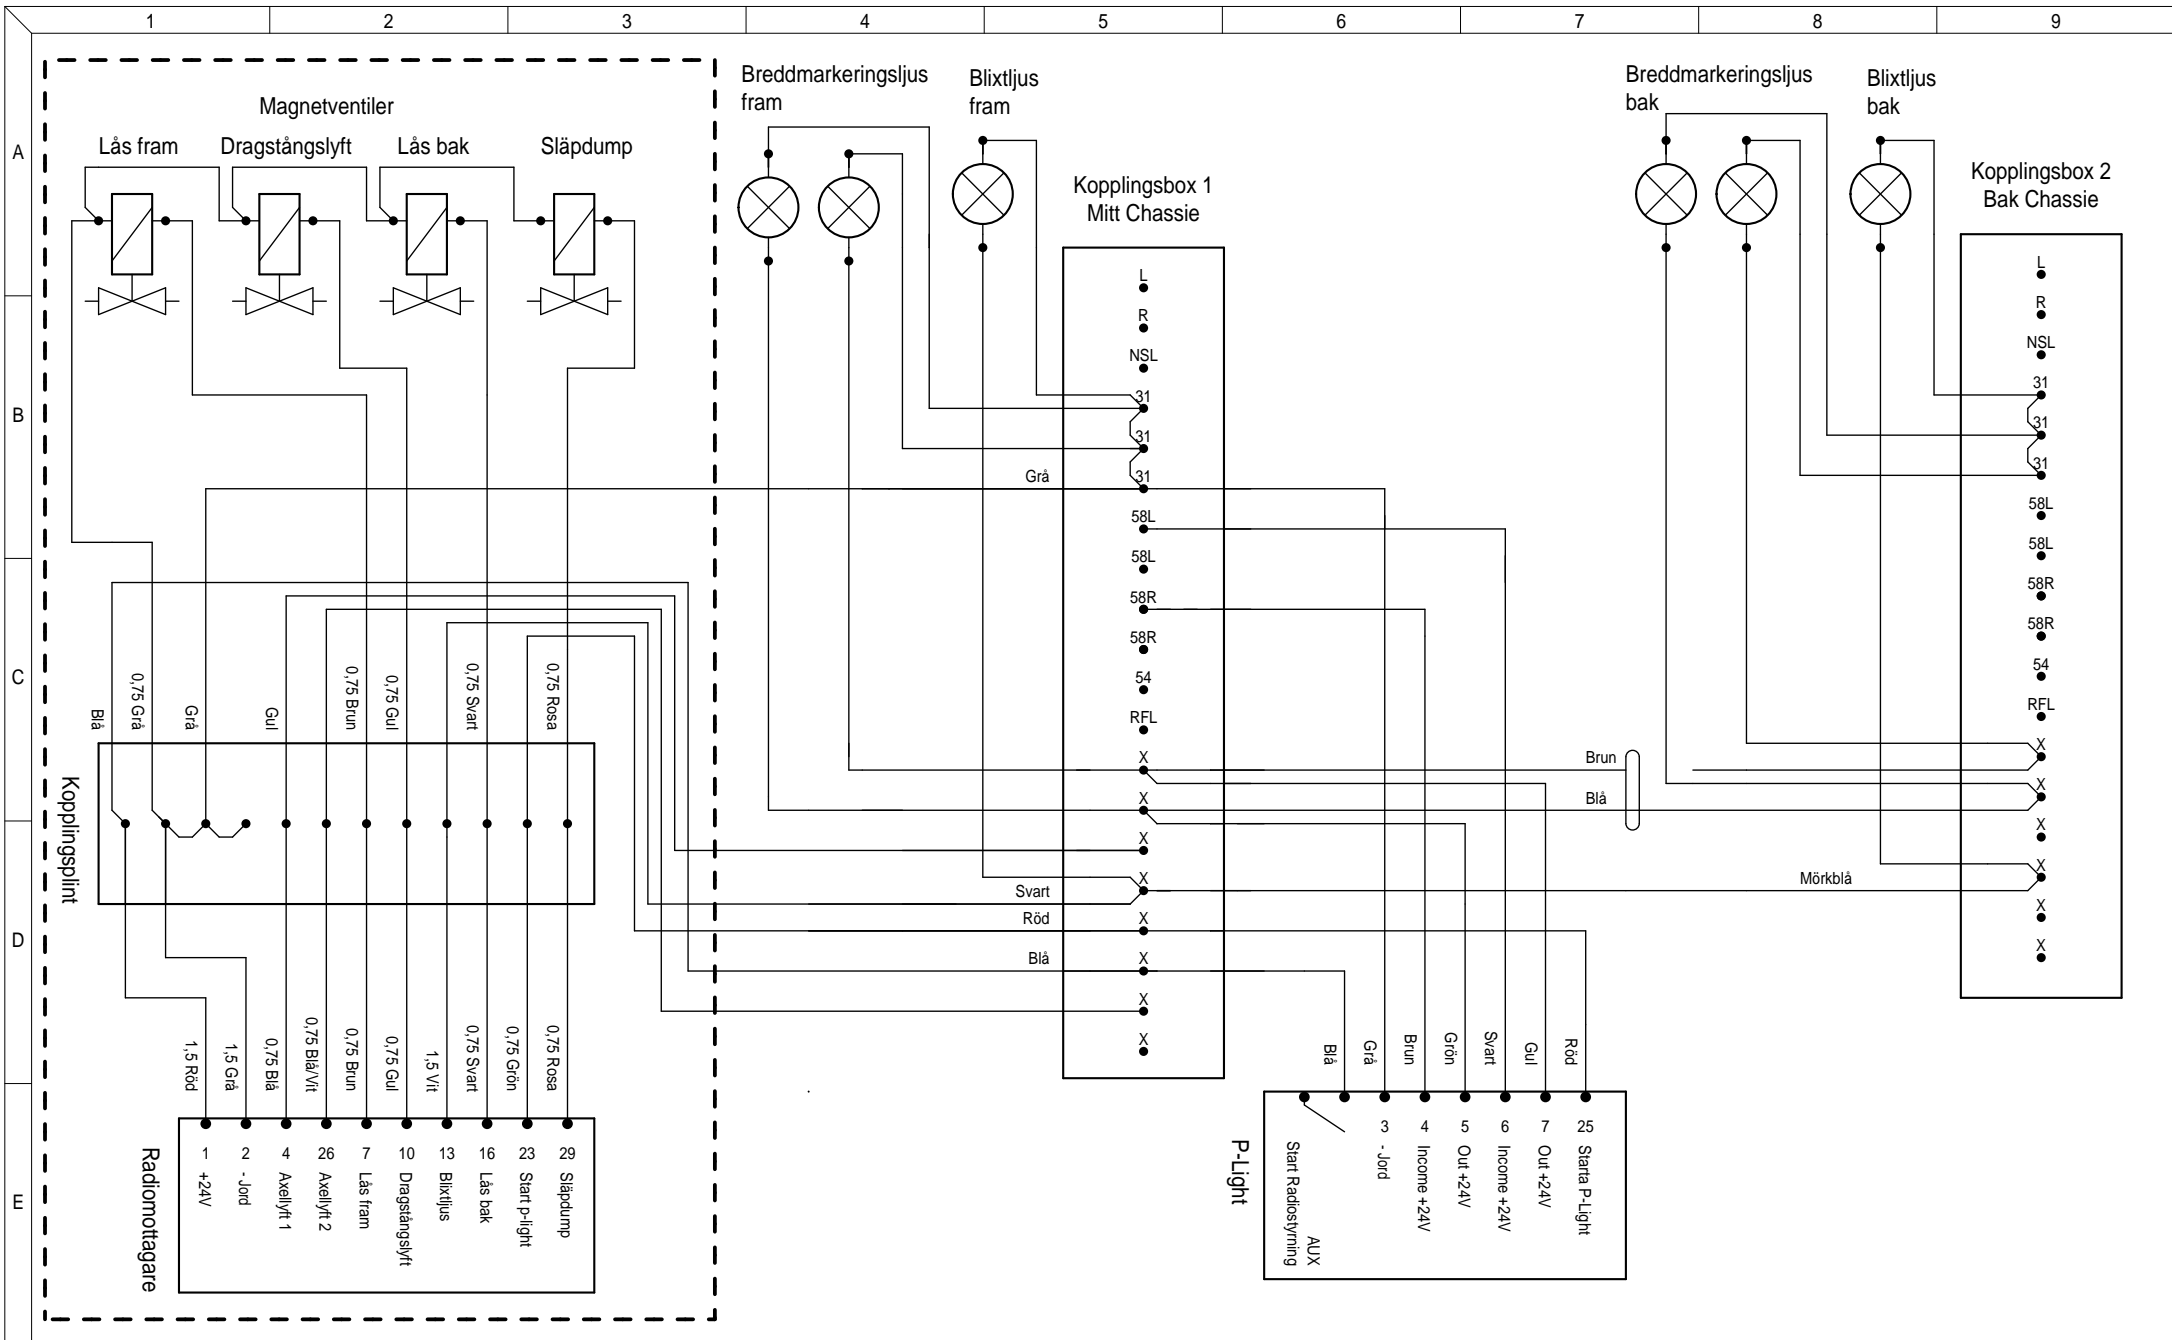 1 2 3 4 5 6 7 8 9
A
B
C
D
E
Magnetventiler
Lås fram
Dragstångslyft
Lås bak
Släpdump
Breddmarkeringsljus
fram
Blixtljus
fram
Breddmarkeringsljus
bak
Blixtljus
bak
Kopplingsbox 1
Mitt Chassie
L
R
NSL
31
31
31
58L
58L
58R
58R
54
RFL
X
X
X
X
X
X
X
X
Kopplingsbox 2
Bak Chassie
L
R
NSL
31
31
31
58L
58L
58R
58R
54
RFL
X
X
X
X
X
X
Grå
Svart
Röd
Blå
Brun
Blå
Mörkblå
Blå
0,75 Grå
Grå
Gul
0,75 Brun
0,75 Gul
0,75 Svart
0,75 Rosa
Kopplingsplint
1,5 Röd
1,5 Grå
0,75 Blå
0,75 Blå/Vit
0,75 Brun
0,75 Gul
1,5 Vit
0,75 Svart
0,75 Grön
0,75 Rosa
Radiomottagare
1 +24V
2 - Jord
4 Axellyft 1
26 Axellyft 2
7 Lås fram
10 Dragstångslyft
13 Blixtljus
16 Lås bak
23 Start p-light
29 Släpdump
Blå
Grå
Brun
Grön
Svart
Gul
Röd
P-Light
AUX
Start Radiostyrning
3 - Jord
4 Income +24V
5 Out +24V
6 Income +24V
7 Out +24V
25 Starta P-Light